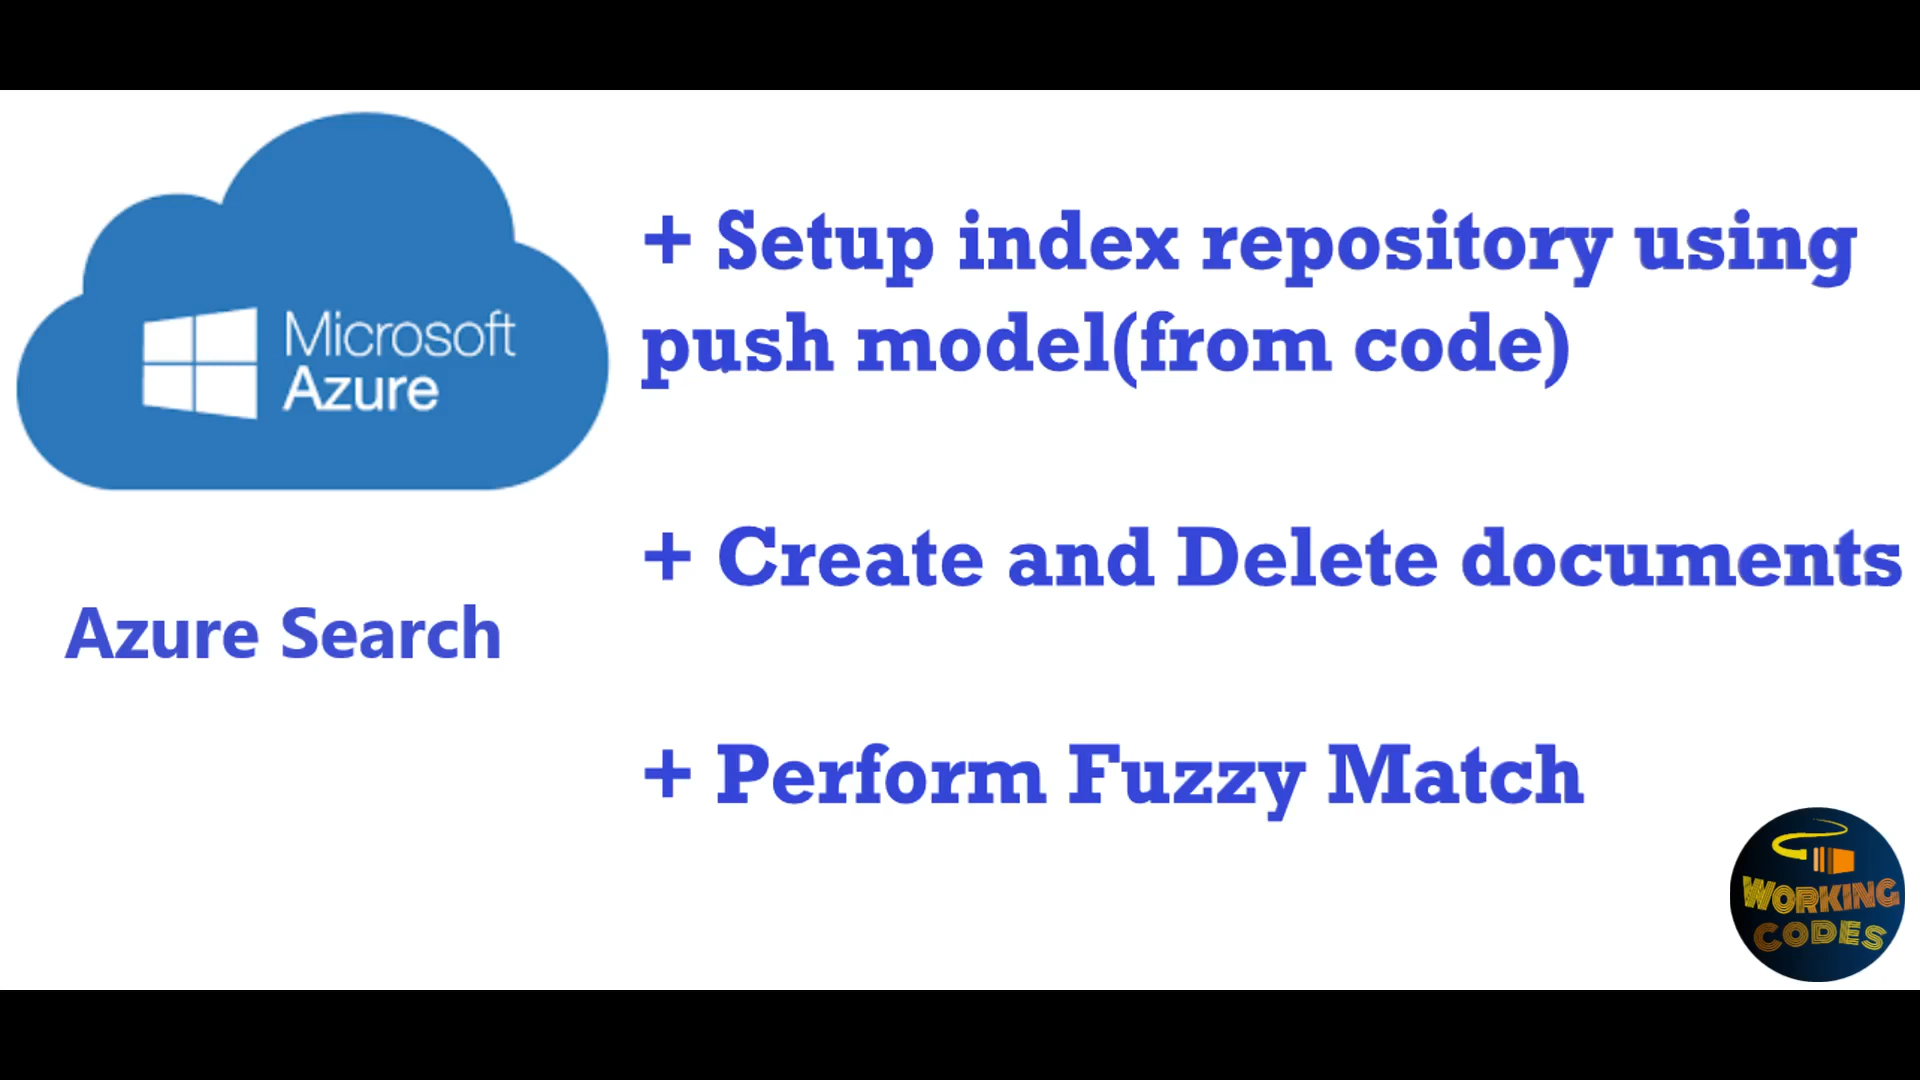 Microsoft
Azure
Azure Search
+ Setup index repository using
push model(from code)
+ Create and Delete documents
+ Perform Fuzzy Match
WORKING
CODES